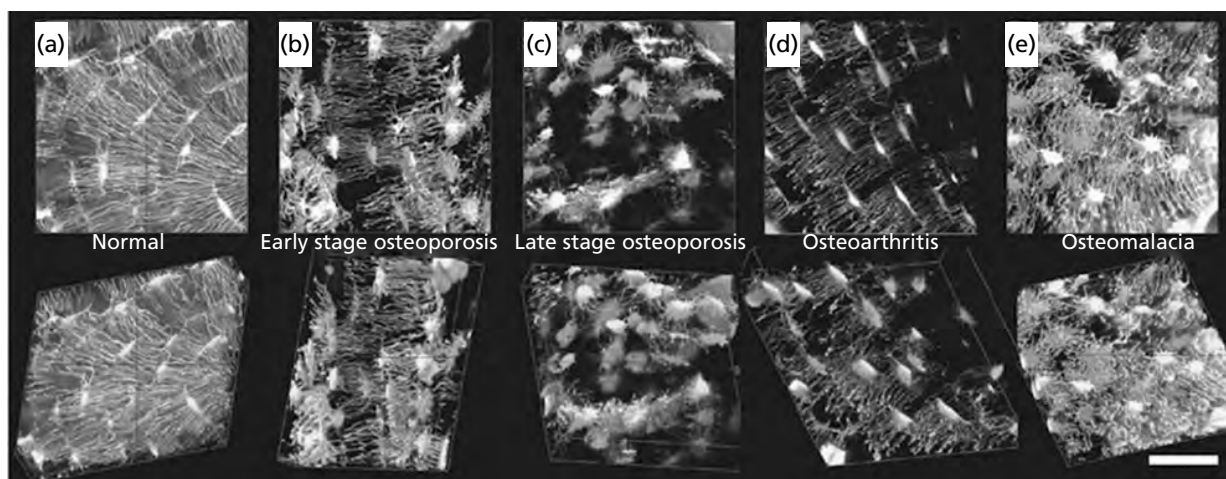 (a)
(b)
(c)
(d)
(e)
Normal
Early stage osteoporosis
Late stage osteoporosis
Osteoarthritis
Osteomalacia